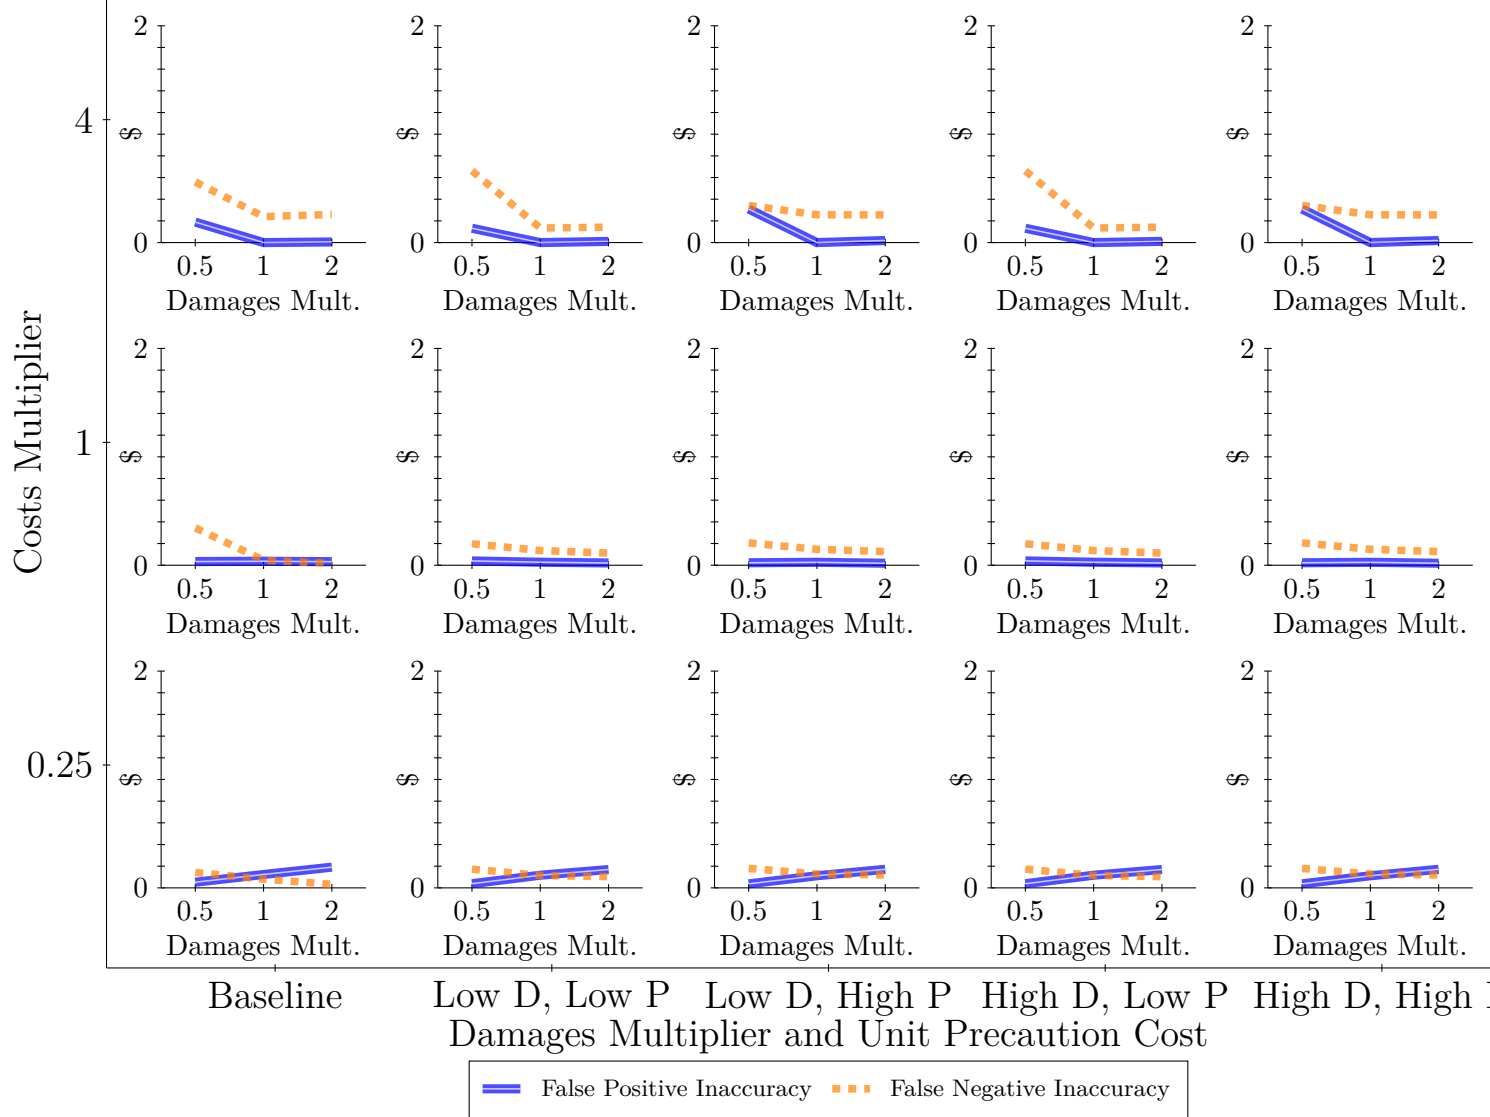 Costs Multiplier
4
2
$
0
0.5 1 2
Damages Mult.
2
$
0
0.5 1 2
Damages Mult.
2
$
0
0.5 1 2
Damages Mult.
2
$
0
0.5 1 2
Damages Mult.
2
$
0
0.5 1 2
Damages Mult.
1
2
$
0
0.5 1 2
Damages Mult.
2
$
0
0.5 1 2
Damages Mult.
2
$
0
0.5 1 2
Damages Mult.
2
$
0
0.5 1 2
Damages Mult.
2
$
0
0.5 1 2
Damages Mult.
0.25
2
$
0
0.5 1 2
Damages Mult.
2
$
0
0.5 1 2
Damages Mult.
2
$
0
0.5 1 2
Damages Mult.
2
$
0
0.5 1 2
Damages Mult.
2
$
0
0.5 1 2
Damages Mult.
Baseline
Low D, Low P
Low D, High P
High D, Low P
High D, High
Damages Multiplier and Unit Precaution Cost
False Positive Inaccuracy
False Negative Inaccuracy